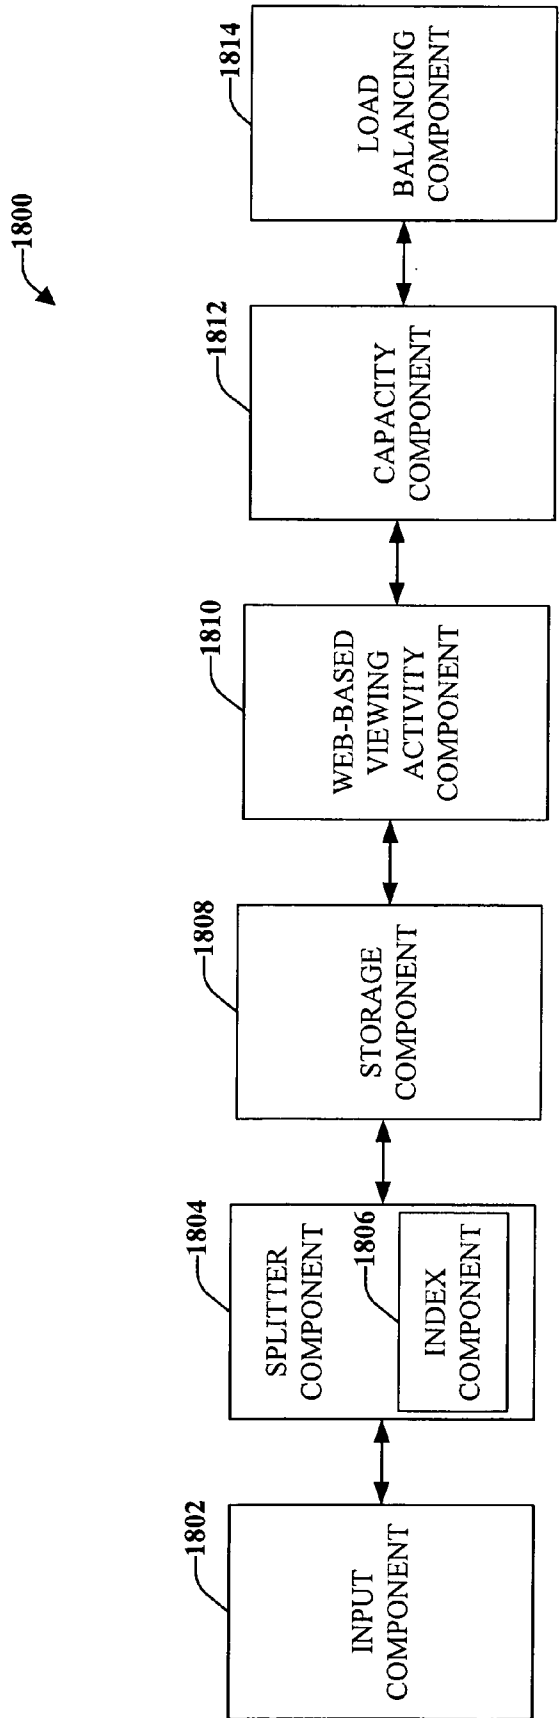 1800
1802
INPUT
COMPONENT
1804
SPLITTER
COMPONENT
1806
INDEX
COMPONENT
1808
STORAGE
COMPONENT
1810
WEB-BASED
VIEWING
ACTIVITY
COMPONENT
1812
CAPACITY
COMPONENT
1814
LOAD
BALANCING
COMPONENT